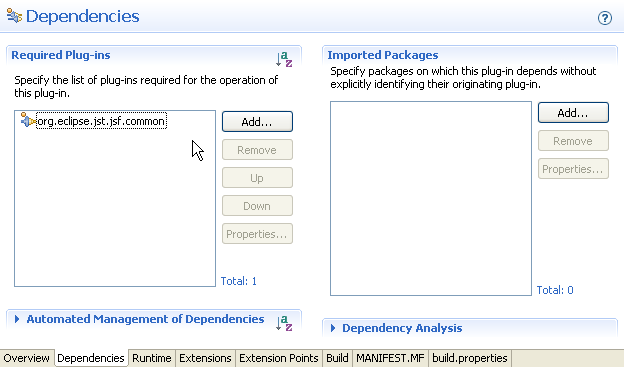 Dependencies
?
Required Plug-ins
Specify the list of plug-ins required for the operation of
this plug-in.
org.eclipse.jst.jsf.common
Add...
Remove
Up
Down
Properties...
Total: 1
Automated Management of Dependencies
Imported Packages
Specify packages on which this plug-in depends without
explicitly identifying their originating plug-in.
Add...
Remove
Properties...
Total: 0
Dependency Analysis
Overview Dependencies Runtime Extensions Extension Points Build MANIFEST.MF build.properties